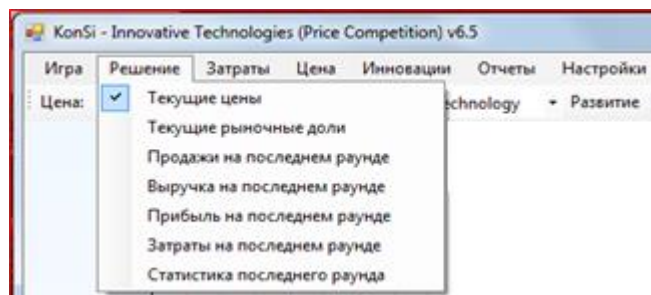 KonSi - Innovative Technologies (Price Competition) v6.5
Игра Решение Затраты Цена Инновации Отчеты Настройки
Цена: echnology Развитие
Текущие цены
Текущие рыночные доли
Продажи на последнем раунде
Выручка на последнем раунде
Прибыль на последнем раунде
Затраты на последнем раунде
Статистика последнего раунда